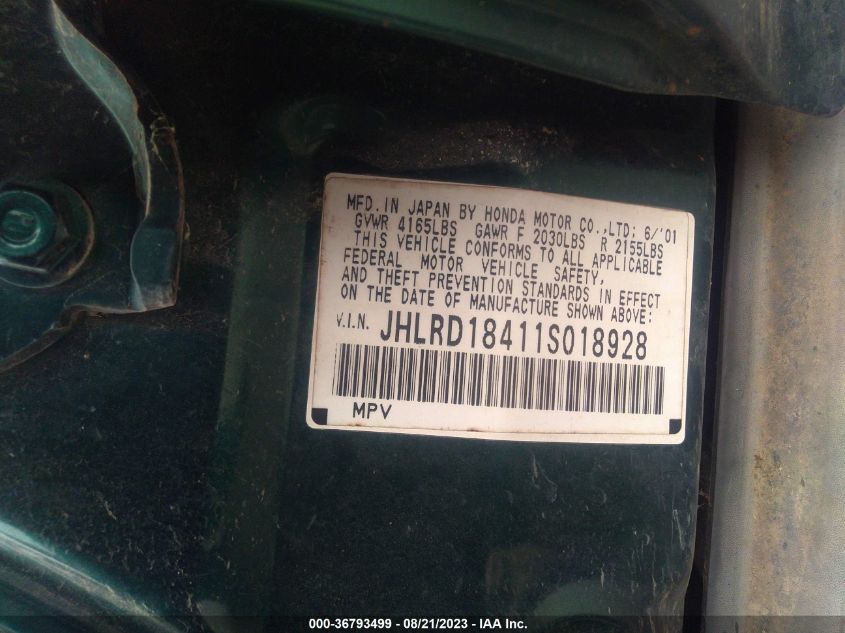 MFD. IN JAPAN BY HONDA MOTOR CO.,LTD; 6/'01
GVWR 4165LBS GAWR F 2030LBS R 2155LBS
THIS VEHICLE CONFORMS TO ALL APPLICABLE
FEDERAL MOTOR VEHICLE SAFETY,
AND THEFT PREVENTION STANDARDS IN EFFECT
ON THE DATE OF MANUFACTURE SHOWN ABOVE:
V.I.N. JHLRD18411S018928
MPV
000-36793499 - 08/21/2023 - IAA Inc.